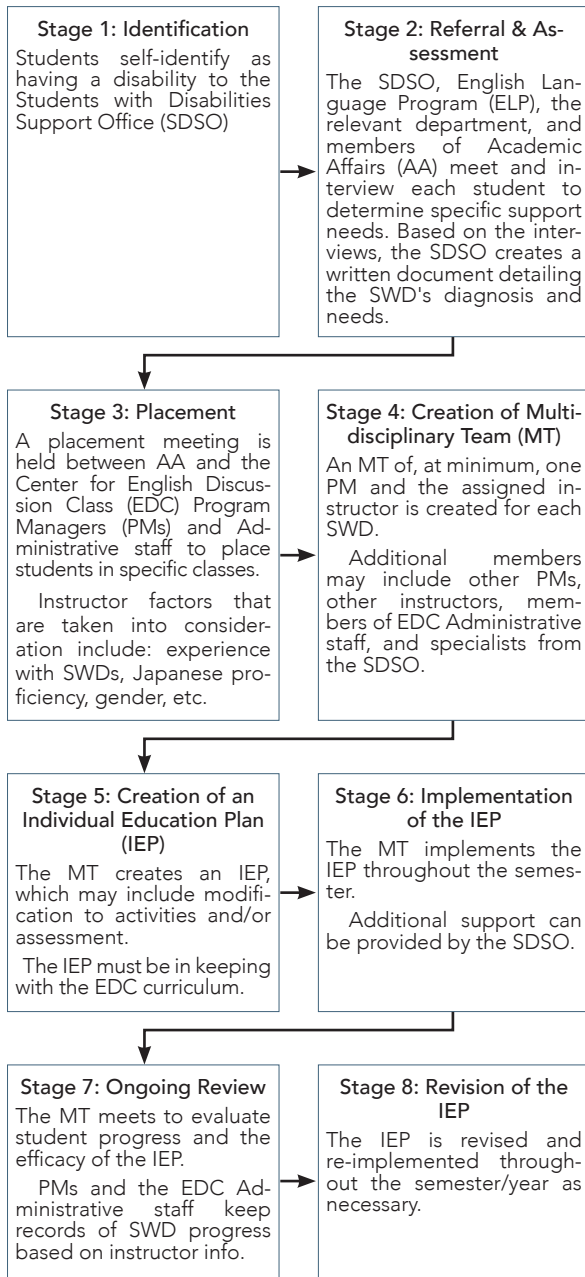 Stage 1: Identification
Students self-identify as
having a disability to the
Students with Disabilities
Support Office (SDSO)
Stage 2: Referral & As-
sessment
The SDSO, English Lan-
guage Program (ELP), the
relevant department, and
members of Academic
Affairs (AA) meet and in-
terview each student to
determine specific support
needs. Based on the inter-
views, the SDSO creates a
written document detailing
the SWD's diagnosis and
needs.
Stage 3: Placement
A placement meeting is
held between AA and the
Center for English Discus-
sion Class (EDC) Program
Managers (PMs) and Ad-
ministrative staff to place
students in specific classes.
Instructor factors that
are taken into consider-
ation include: experience
with SWDs, Japanese pro-
ficiency, gender, etc.
Stage 4: Creation of Multi-
disciplinary Team (MT)
An MT of, at minimum, one
PM and the assigned in-
structor is created for each
SWD.
Additional members
may include other PMs,
other instructors, mem-
bers of EDC Administrative
staff, and specialists from
the SDSO.
Stage 5: Creation of an
Individual Education Plan
(IEP)
The MT creates an IEP,
which may include modifi-
cation to activities and/or
assessment.
The IEP must be in keeping
with the EDC curriculum.
Stage 6: Implementation
of the IEP
The MT implements the
IEP throughout the semes-
ter.
Additional support can
be provided by the SDSO.
Stage 7: Ongoing Review
The MT meets to evaluate
student progress and the
efficacy of the IEP.
PMs and the EDC Ad-
ministrative staff keep
records of SWD progress
based on instructor info.
Stage 8: Revision of the
IEP
The IEP is revised and
re-implemented through-
out the semester/year as
necessary.